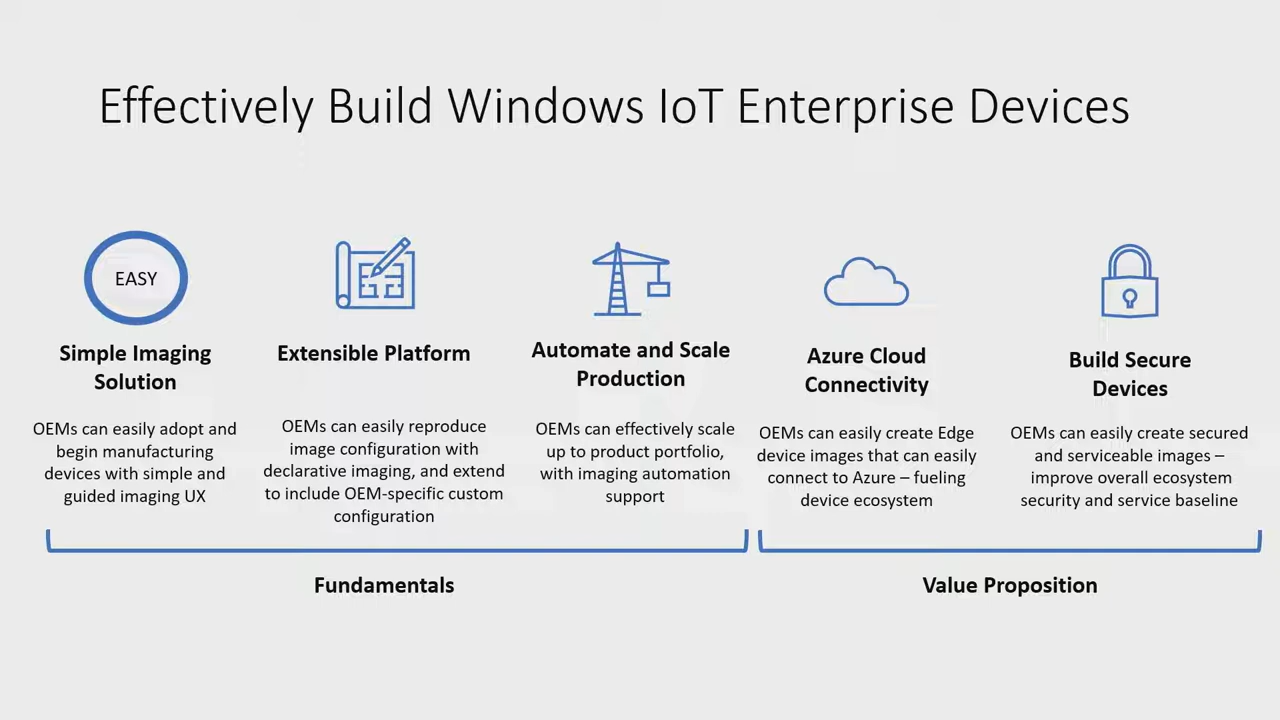 Effectively Build Windows IoT Enterprise Devices
EASY
Simple Imaging
Solution
OEMs can easily adopt and
begin manufacturing
devices with simple and
guided imaging UX
Extensible Platform
OEMs can easily reproduce
image configuration with
declarative imaging, and extend
to include OEM-specific custom
configuration
Automate and Scale
Production
OEMs can effectively scale
up to product portfolio,
with imaging automation
support
Azure Cloud
Connectivity
OEMs can easily create Edge
device images that can easily
connect to Azure – fueling
device ecosystem
Build Secure
Devices
OEMs can easily create secured
and serviceable images –
improve overall ecosystem
security and service baseline
Fundamentals
Value Proposition